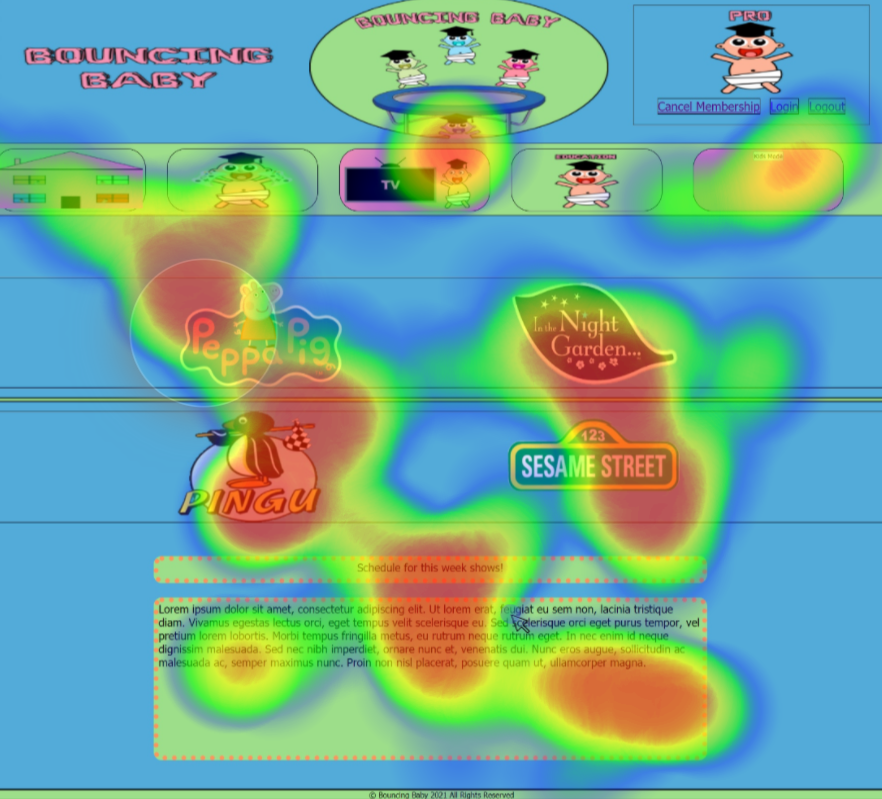 BOUNCING
BABY
BOUNCING BABY
PRO
Cancel Membership Login Logout
TV
EDUCATION
Kids Mode
Peppa Pig
In the Night
Garden...
PINGU
123
SESAME STREET
Schedule for this week shows!
Lorem ipsum dolor sit amet, consectetur adipiscing elit. Ut lorem erat, feugiat eu sem non, lacinia tristique
diam. Vivamus egestas lectus orci, eget tempus velit scelerisque eu. Sed scelerisque orci eget purus tempor, vel
pretium lorem lobortis. Morbi tempus fringilla metus, eu rutrum neque rutrum eget. In nec enim id neque
dignissim malesuada. Sed nec nibh imperdiet, ornare nunc et, venenatis dui. Nunc eros augue, sollicitudin ac
malesuada ac, semper maximus nunc. Proin non nisl placerat, posuere quam ut, ullamcorper magna.
© Bouncing Baby 2021 All Rights Reserved